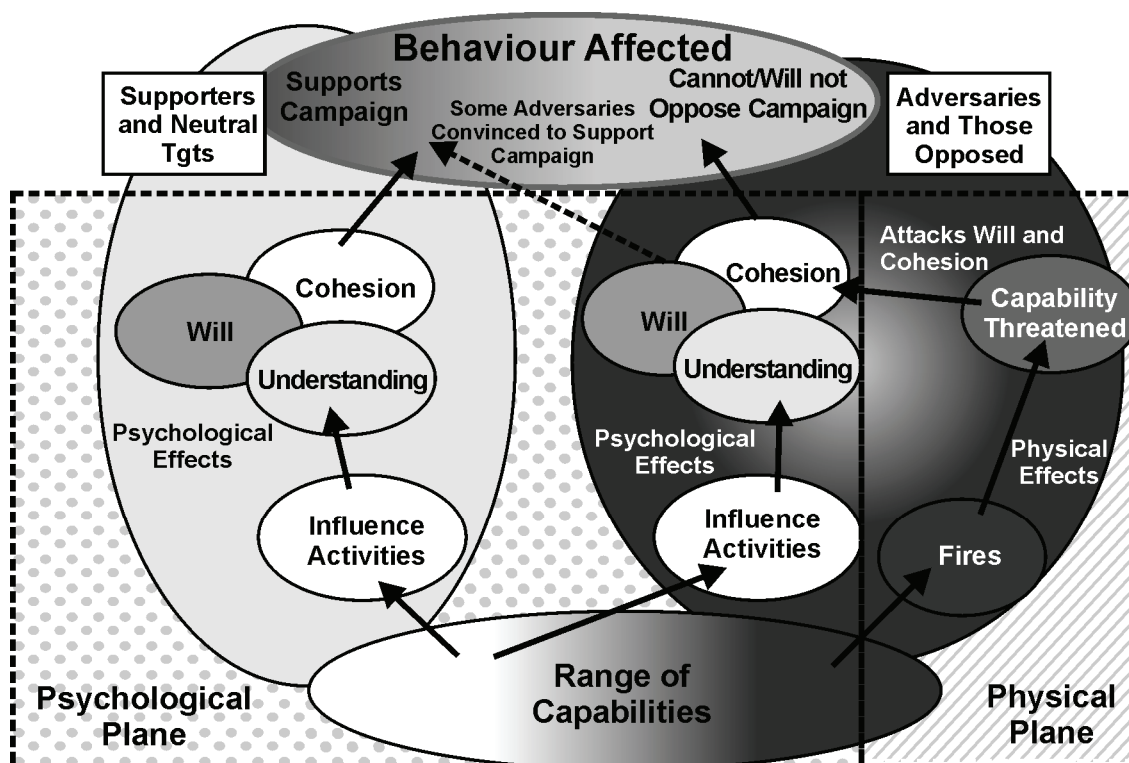 Behaviour Affected
Supporters
and Neutral
Tgts
Supports
Campaign
Some Adversaries
Convinced to Support
Campaign
Cannot/Will not
Oppose Campaign
Adversaries
and Those
Opposed
Cohesion
Will
Understanding
Psychological
Effects
Influence
Activities
Cohesion
Will
Understanding
Psychological
Effects
Influence
Activities
Attacks Will and
Cohesion
Capability
Threatened
Physical
Effects
Fires
Range of
Capabilities
Psychological
Plane
Physical
Plane